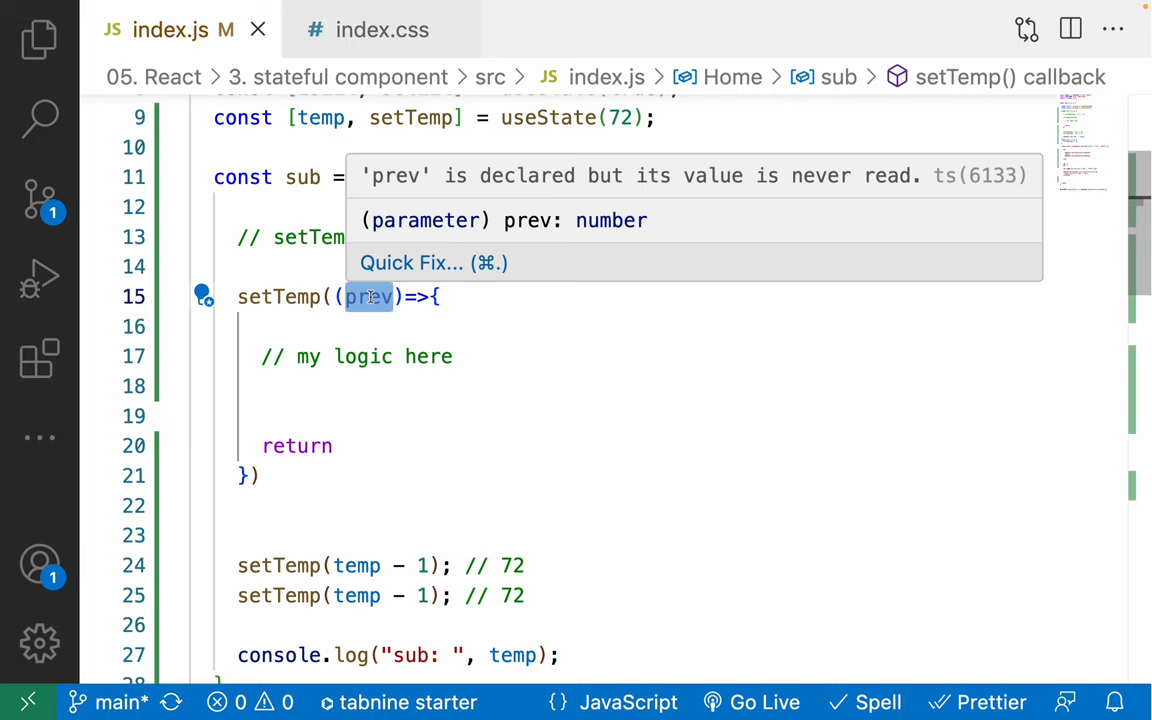 JS index.js M
# index.css
05. React > 3. stateful component > src > JS index.js > Home > sub > setTemp() callback
9 const [temp, setTemp] = useState(72);
10
11 const sub =
'prev' is declared but its value is never read. ts(6133)
12
(parameter) prev: number
13 // setTem
Quick Fix... (⌘.)
14
15 setTemp((prev)=>{
16
17 // my logic here
18
19
20 return
21 })
22
23
24 setTemp(temp - 1); // 72
25 setTemp(temp - 1); // 72
26
27 console.log("sub: ", temp);
1
1
main* 0 0 tabnine starter {} JavaScript Go Live Spell Prettier